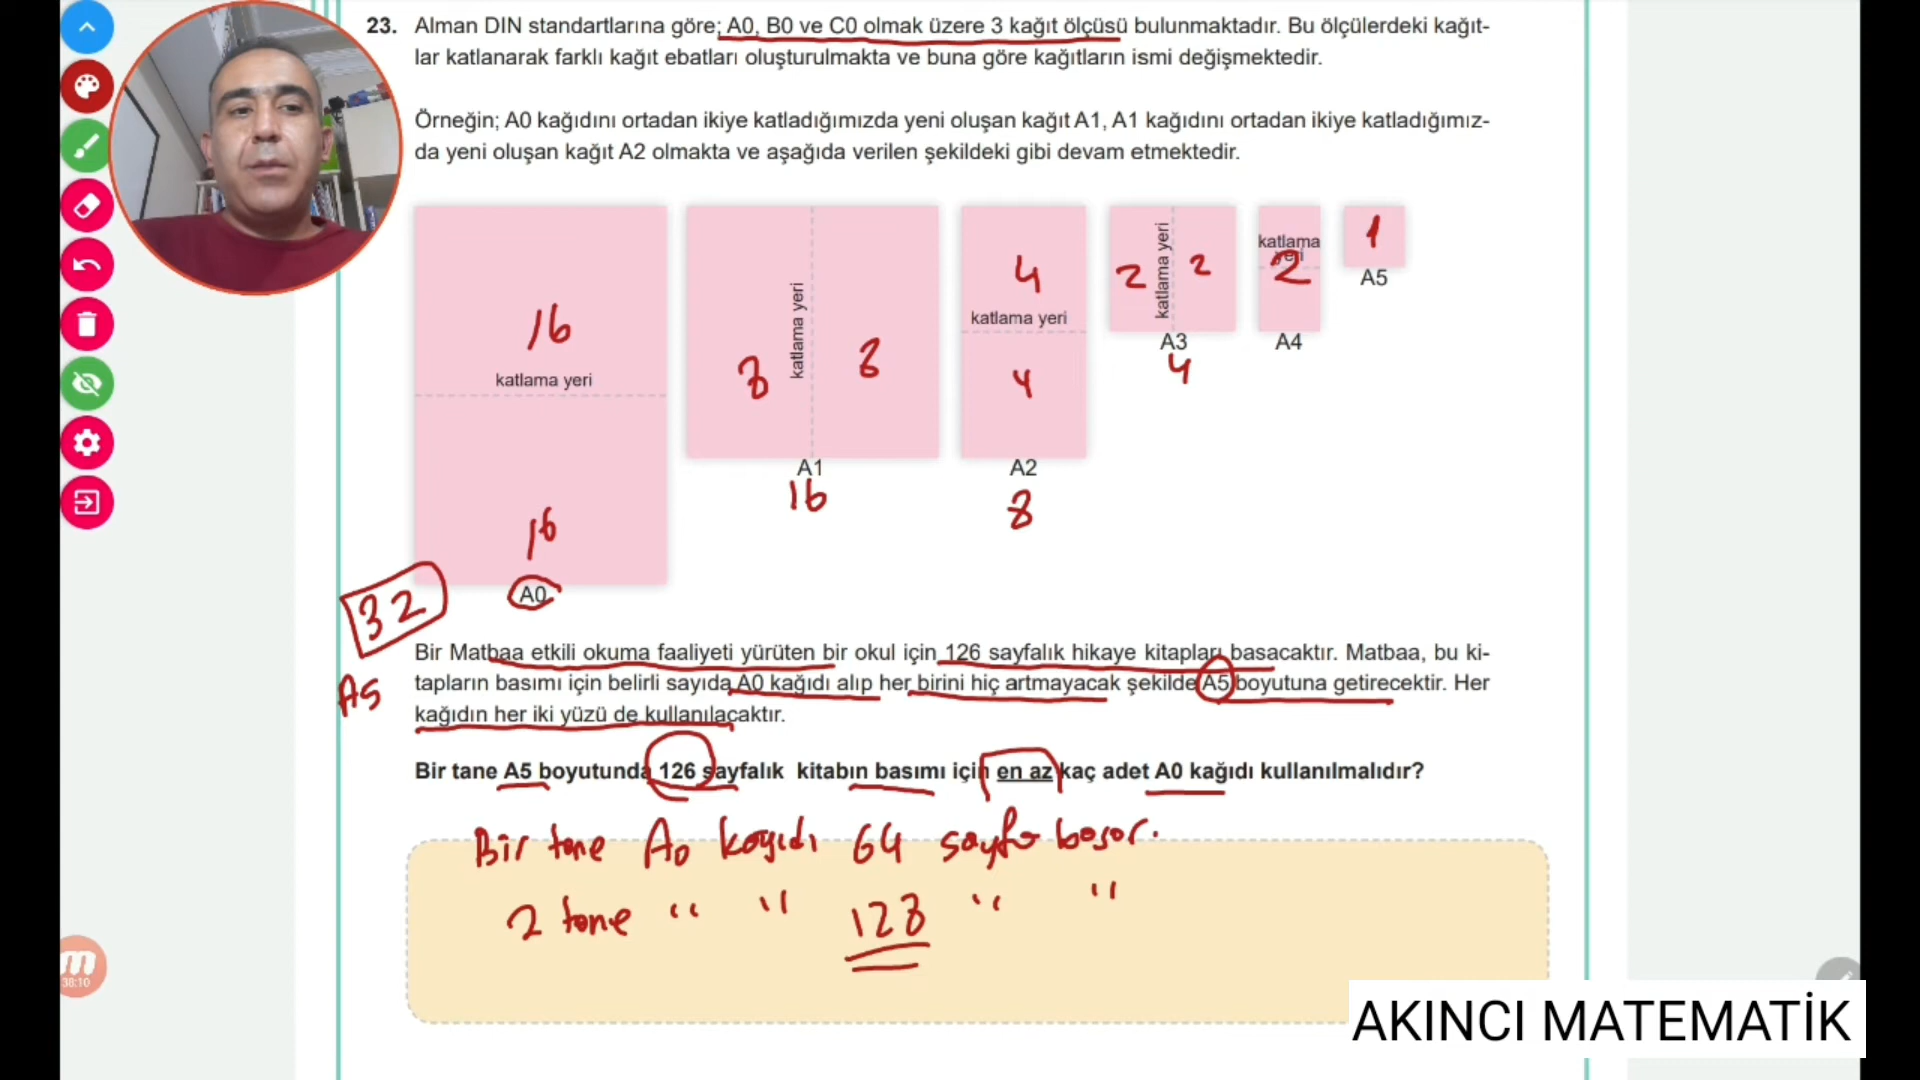 23. Alman DIN standartlarına göre; A0, B0 ve C0 olmak üzere 3 kağıt ölçüsü bulunmaktadır. Bu ölçülerdeki kağıt-
lar katlanarak farklı kağıt ebatları oluşturulmakta ve buna göre kağıtların ismi değişmektedir.
Örneğin; A0 kağıdını ortadan ikiye katladığımızda yeni oluşan kağıt A1, A1 kağıdını ortadan ikiye katladığımız-
da yeni oluşan kağıt A2 olmakta ve aşağıda verilen şekildeki gibi devam etmektedir.
16
katlama yeri
16
A0
32
8
katlama yeri
8
A1
16
4
katlama yeri
4
A2
8
2
katlama yeri
2
A3
4
katlama
yeri
2
A4
1
A5
Bir Matbaa etkili okuma faaliyeti yürüten bir okul için 126 sayfalık hikaye kitapları basacaktır. Matbaa, bu ki-
A5
tapların basımı için belirli sayıda A0 kağıdı alıp her birini hiç artmayacak şekilde A5 boyutuna getirecektir. Her
kağıdın her iki yüzü de kullanılacaktır.
Bir tane A5 boyutunda 126 sayfalık kitabın basımı için en az kaç adet A0 kağıdı kullanılmalıdır?
Bir tane A0 kağıdı 64 sayfa basar.
2 tane " " 128 " "
m
38:10
AKINCI MATEMATİK